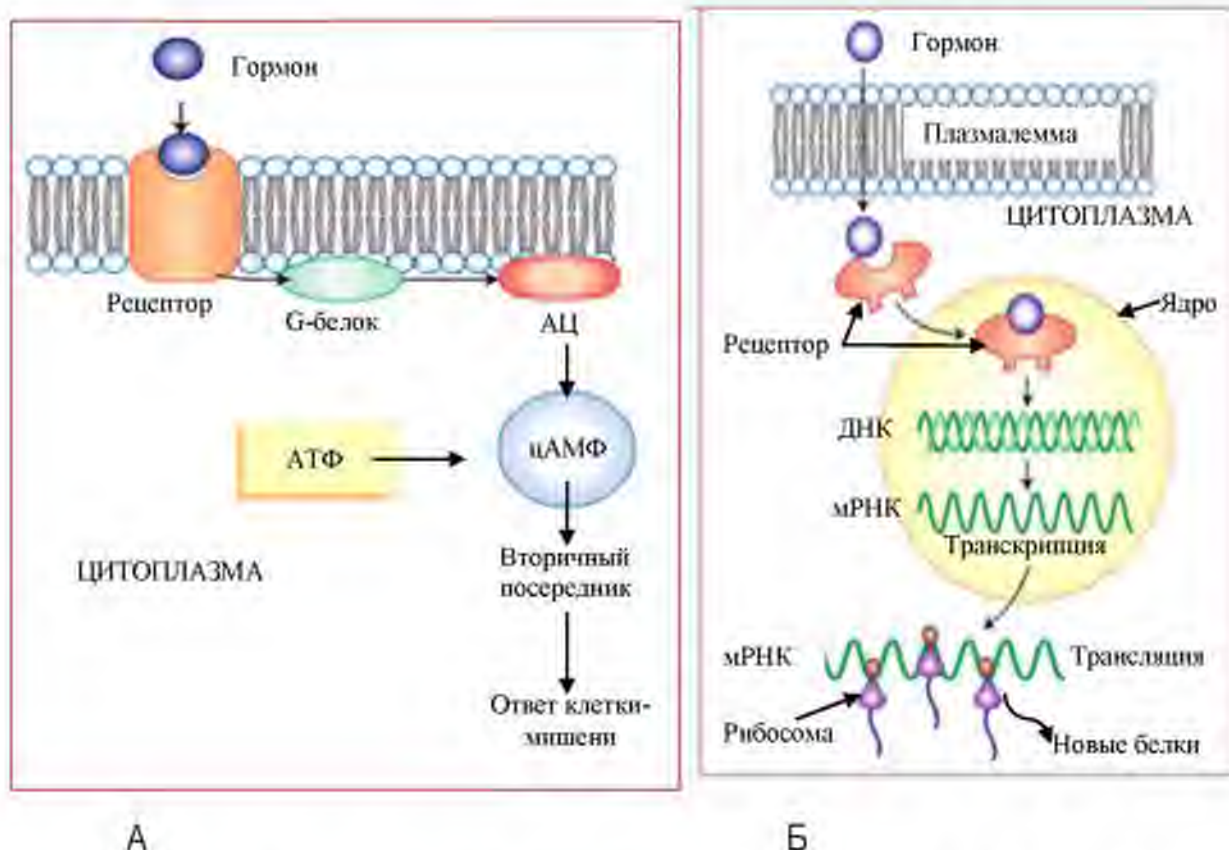 Гормон
Рецептор
G-белок
АЦ
АТФ
цАМФ
ЦИТОПЛАЗМА
Вторичный
посередник
Ответ клетки-
мишени
А
Гормон
Плазмалемма
ЦИТОПЛАЗМА
Ядро
Рецептор
ДНК
мРНК
Транскрипция
мРНК
Трансляция
Рибосома
Новые белки
Б